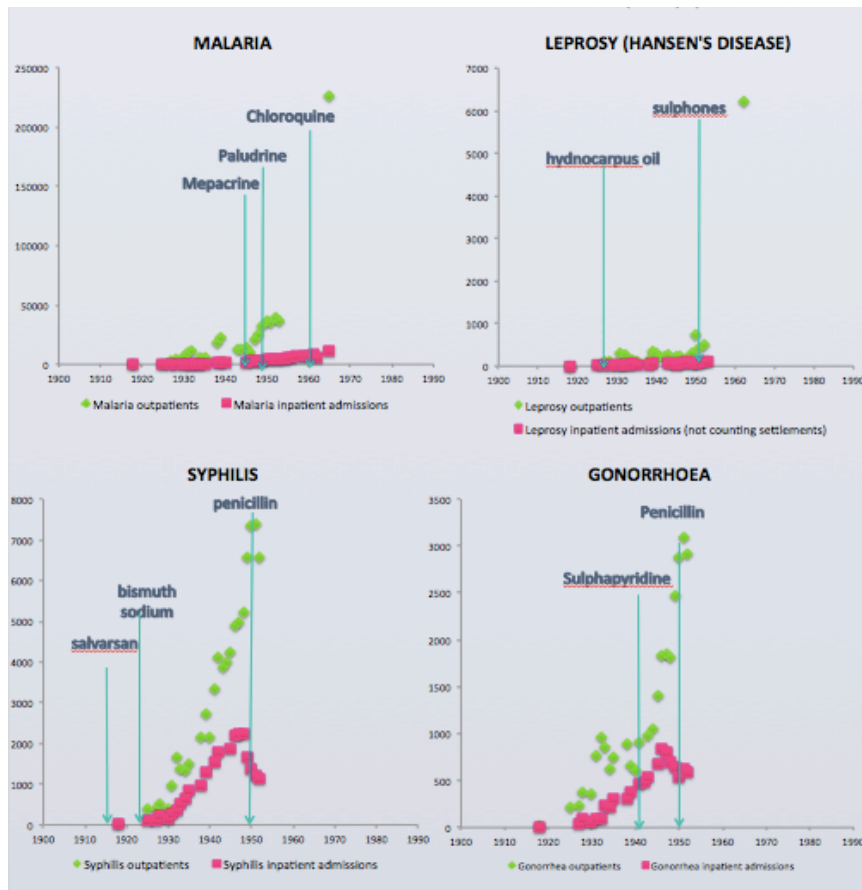 MALARIA
250000
200000
150000
100000
50000
0
Chloroquine
Paludrine
Mepacrine
1900 1910 1920 1930 1940 1950 1960 1970 1980 1990
Malaria outpatients Malaria inpatient admissions
LEPROSY (HANSEN'S DISEASE)
7000
6000
5000
4000
3000
2000
1000
0
sulphones
hydnocarpus oil
1900 1910 1920 1930 1940 1950 1960 1970 1980 1990
Leprosy outpatients
Leprosy inpatient admissions (not counting settlements)
SYPHILIS
8000
7000
6000
5000
4000
3000
2000
1000
0
penicillin
bismuth
sodium
salvarsan
1900 1910 1920 1930 1940 1950 1960 1970 1980 1990
Syphilis outpatients Syphilis inpatient admissions
GONORRHOEA
3500
3000
2500
2000
1500
1000
500
0
Penicillin
Sulphapyridine
1900 1910 1920 1930 1940 1950 1960 1970 1980 1990
Gonorrhea outpatients Gonorrhea inpatient admissions